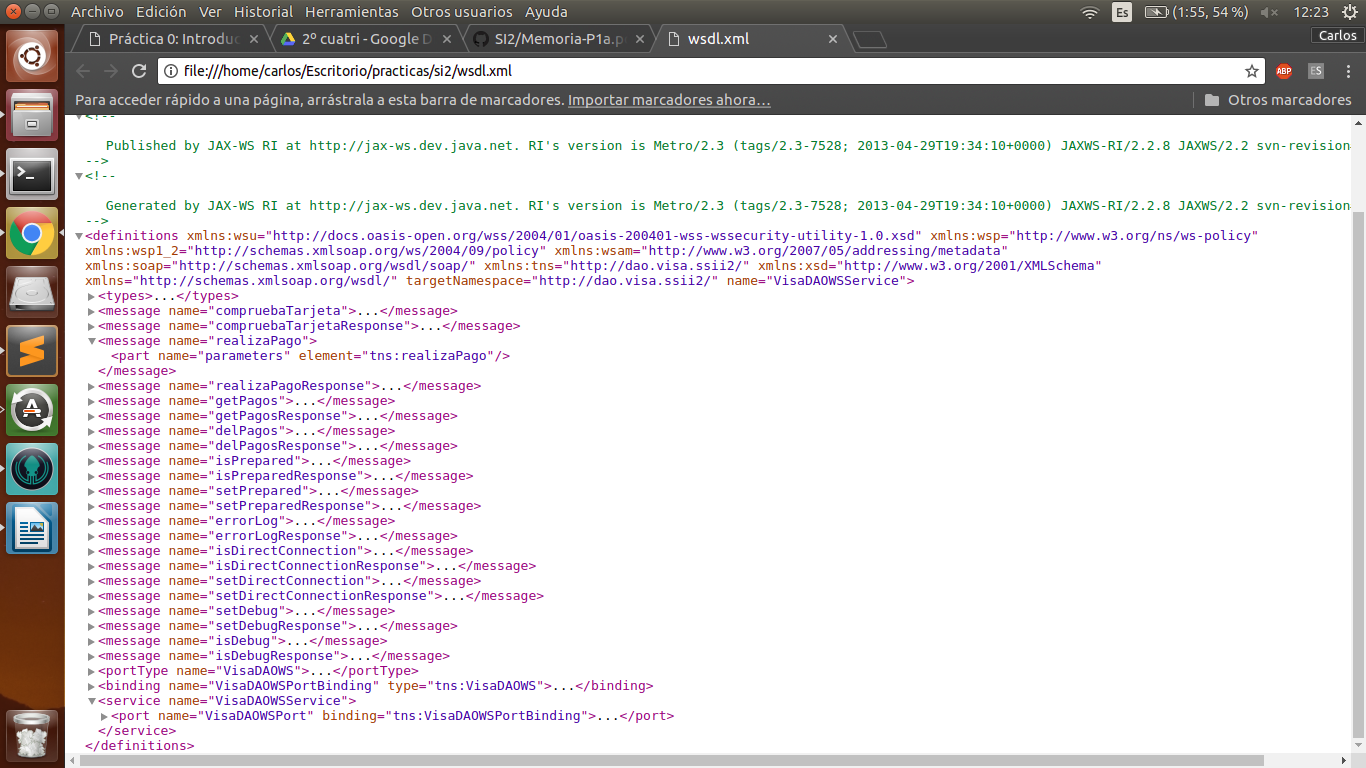 Archivo Edición Ver Historial Herramientas Otros usuarios Ayuda
Es (1:55, 54 %) 12:23
Práctica 0: Introduc
2º cuatri - Google D
SI2/Memoria-P1a.p
wsdl.xml
Carlos
file:///home/carlos/Escritorio/practicas/si2/wsdl.xml
ABP
ES
Para acceder rápido a una página, arrástrala a esta barra de marcadores. Importar marcadores ahora…
Otros marcadores
<!--
Published by JAX-WS RI at http://jax-ws.dev.java.net. RI's version is Metro/2.3 (tags/2.3-7528; 2013-04-29T19:34:10+0000) JAXWS-RI/2.2.8 JAXWS/2.2 svn-revision
-->
<!--
Generated by JAX-WS RI at http://jax-ws.dev.java.net. RI's version is Metro/2.3 (tags/2.3-7528; 2013-04-29T19:34:10+0000) JAXWS-RI/2.2.8 JAXWS/2.2 svn-revision
-->
<definitions xmlns:wsu="http://docs.oasis-open.org/wss/2004/01/oasis-200401-wss-wssecurity-utility-1.0.xsd" xmlns:wsp="http://www.w3.org/ns/ws-policy"
xmlns:wsp1_2="http://schemas.xmlsoap.org/ws/2004/09/policy" xmlns:wsam="http://www.w3.org/2007/05/addressing/metadata"
xmlns:soap="http://schemas.xmlsoap.org/wsdl/soap/" xmlns:tns="http://dao.visa.ssii2/" xmlns:xsd="http://www.w3.org/2001/XMLSchema"
xmlns="http://schemas.xmlsoap.org/wsdl/" targetNamespace="http://dao.visa.ssii2/" name="VisaDAOWSService">
<types>...</types>
<message name="compruebaTarjeta">...</message>
<message name="compruebaTarjetaResponse">...</message>
<message name="realizaPago">
<part name="parameters" element="tns:realizaPago"/>
</message>
<message name="realizaPagoResponse">...</message>
<message name="getPagos">...</message>
<message name="getPagosResponse">...</message>
<message name="delPagos">...</message>
<message name="delPagosResponse">...</message>
<message name="isPrepared">...</message>
<message name="isPreparedResponse">...</message>
<message name="setPrepared">...</message>
<message name="setPreparedResponse">...</message>
<message name="errorLog">...</message>
<message name="errorLogResponse">...</message>
<message name="isDirectConnection">...</message>
<message name="isDirectConnectionResponse">...</message>
<message name="setDirectConnection">...</message>
<message name="setDirectConnectionResponse">...</message>
<message name="setDebug">...</message>
<message name="setDebugResponse">...</message>
<message name="isDebug">...</message>
<message name="isDebugResponse">...</message>
<portType name="VisaDAOWS">...</portType>
<binding name="VisaDAOWSPortBinding" type="tns:VisaDAOWS">...</binding>
<service name="VisaDAOWSService">
<port name="VisaDAOWSPort" binding="tns:VisaDAOWSPortBinding">...</port>
</service>
</definitions>